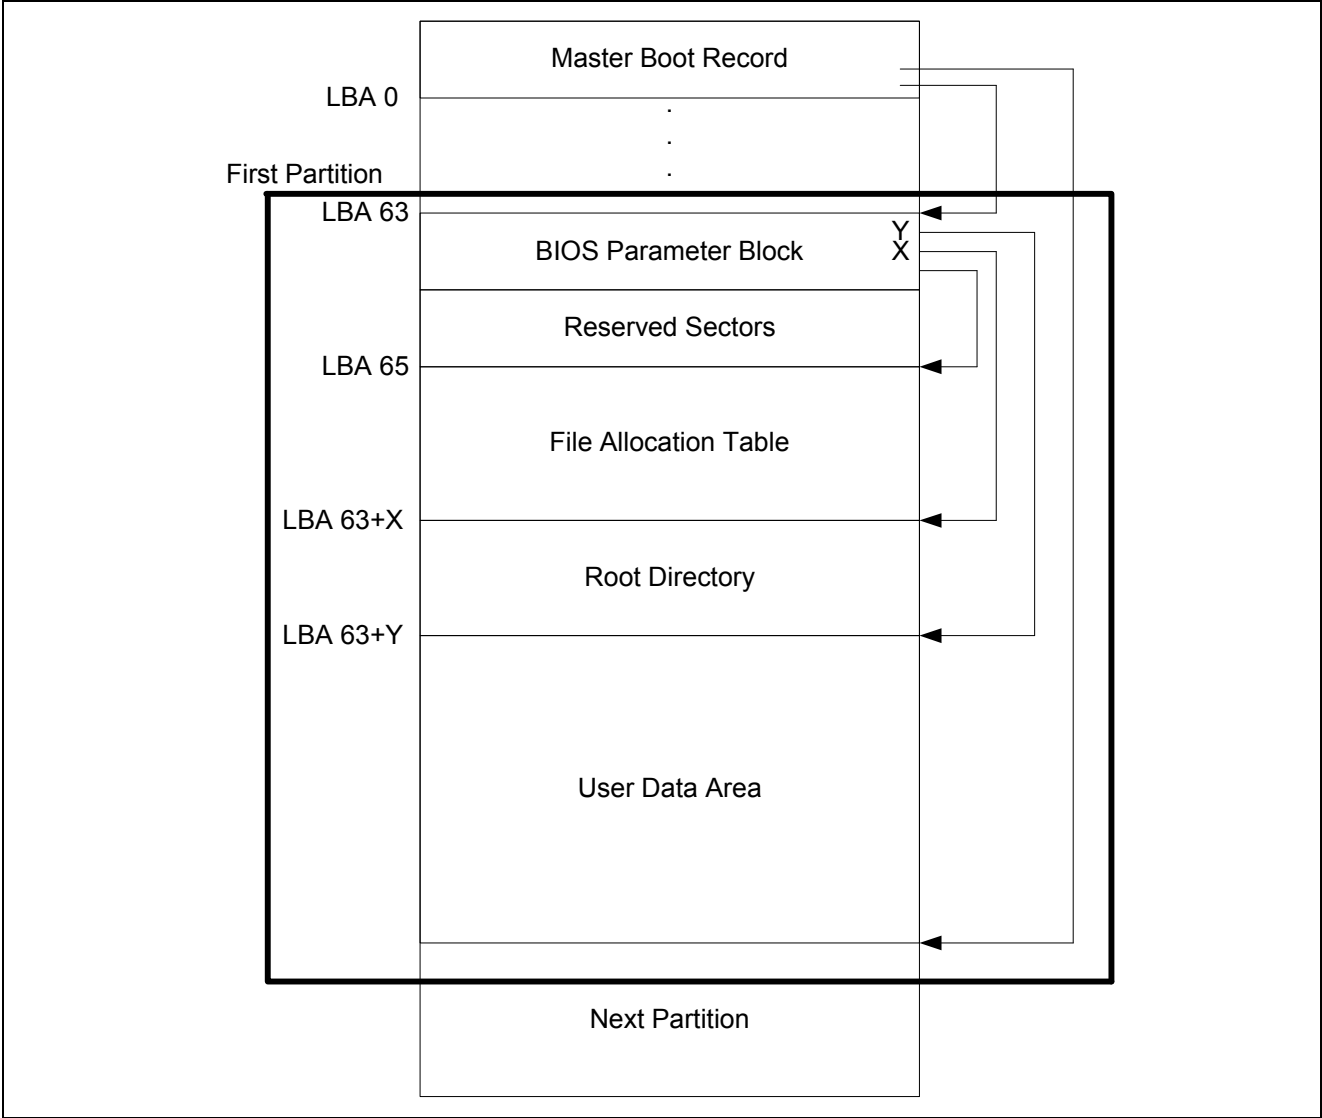 Master Boot Record
LBA 0
.
.
.
First Partition
LBA 63
Y
BIOS Parameter Block X
Reserved Sectors
LBA 65
File Allocation Table
LBA 63+X
Root Directory
LBA 63+Y
User Data Area
Next Partition